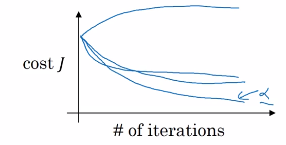 cost J
α
# of iterations